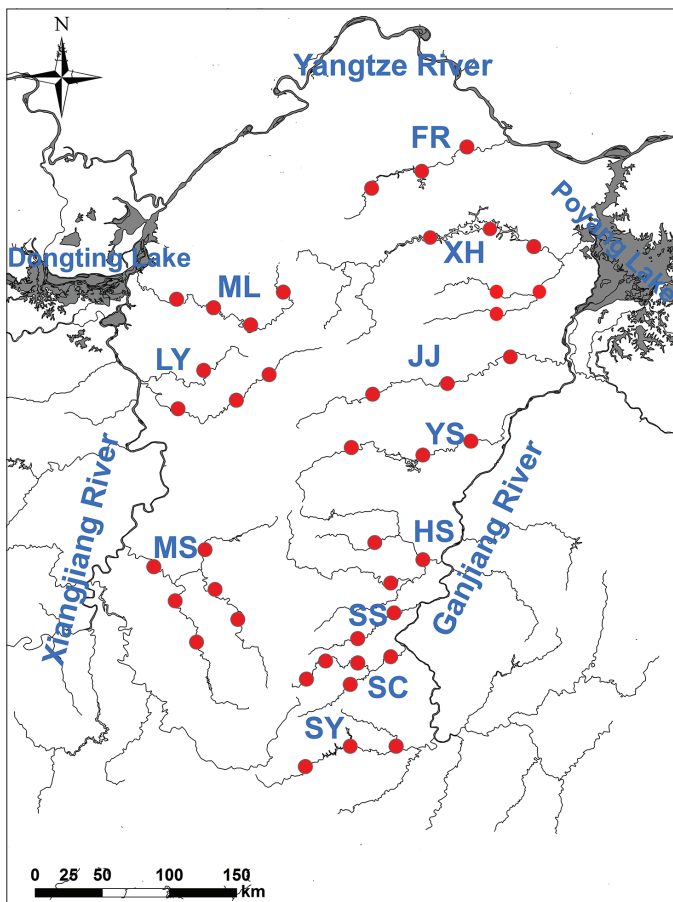 N
Yangtze River
FR
Poyang Lake
XH
Dongting Lake
ML
JJ
LY
YS
Xiangjiang River
Ganjiang River
HS
MS
SS
SC
SY
0 25 50 100 150
km